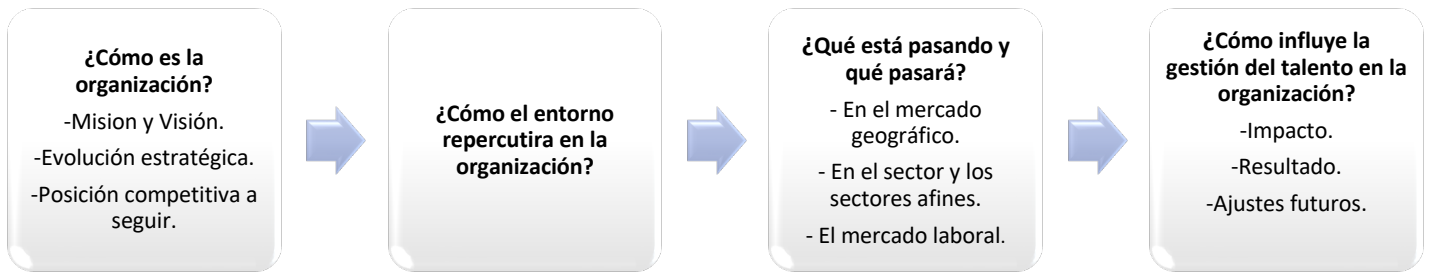 ¿Cómo es la
organización?
-Mision y Visión.
-Evolución estratégica.
-Posición competitiva a
seguir.
¿Cómo el entorno
repercutira en la
organización?
¿Qué está pasando y
qué pasará?
- En el mercado
geográfico.
- En el sector y los
sectores afines.
- El mercado laboral.
¿Cómo influye la
gestión del talento en la
organización?
-Impacto.
-Resultado.
-Ajustes futuros.